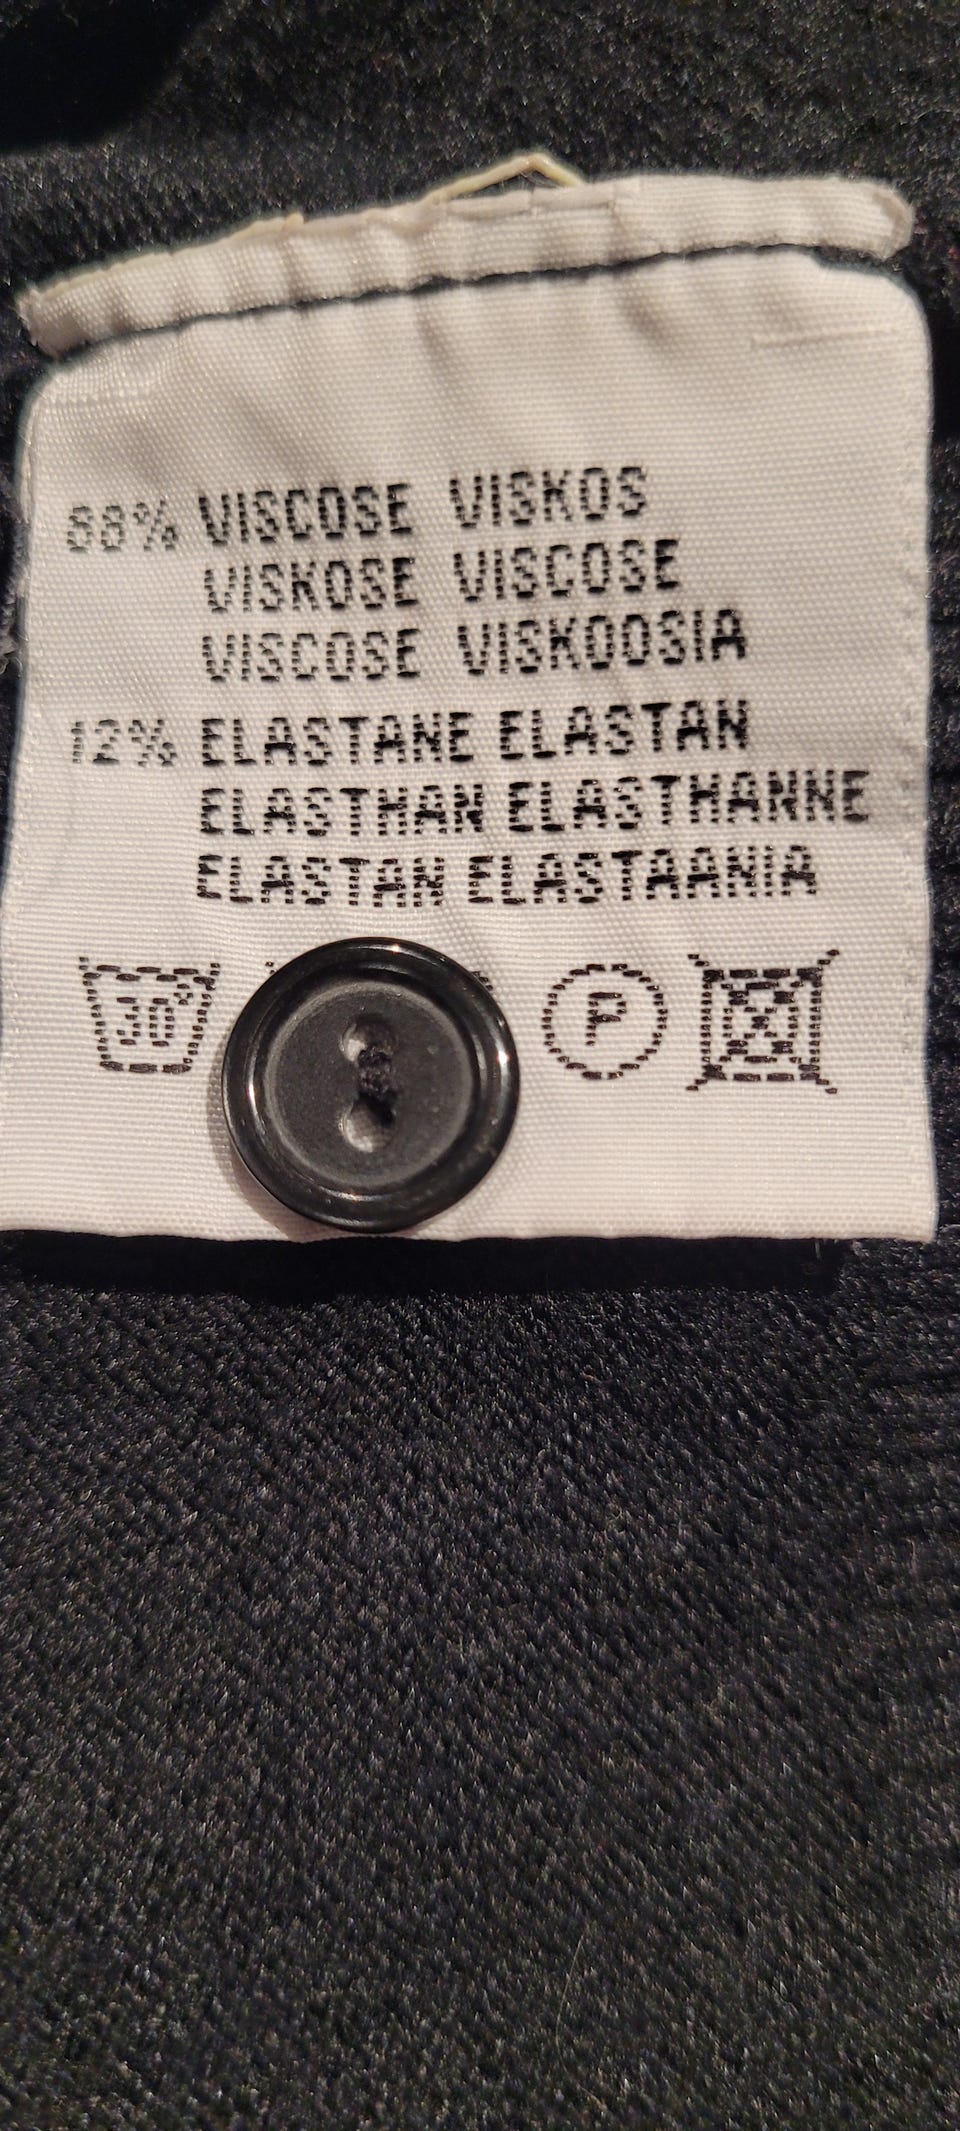 88% VISCOSE VISKOS
VISKOSE VISCOSE
VISCOSE VISKOOSIA
12% ELASTANE ELASTAN
ELASTHAN ELASTHANNE
ELASTAN ELASTAANIA
30° P